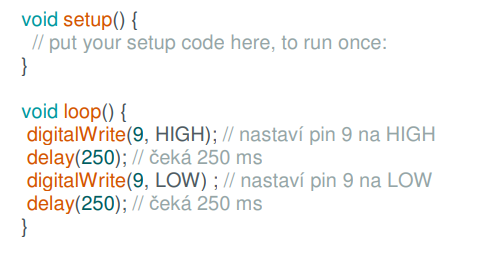 void setup() {
// put your setup code here, to run once:
}
void loop() {
digitalWrite(9, HIGH); // nastaví pin 9 na HIGH
delay(250); // čeká 250 ms
digitalWrite(9, LOW) ; // nastaví pin 9 na LOW
delay(250); // čeká 250 ms
}